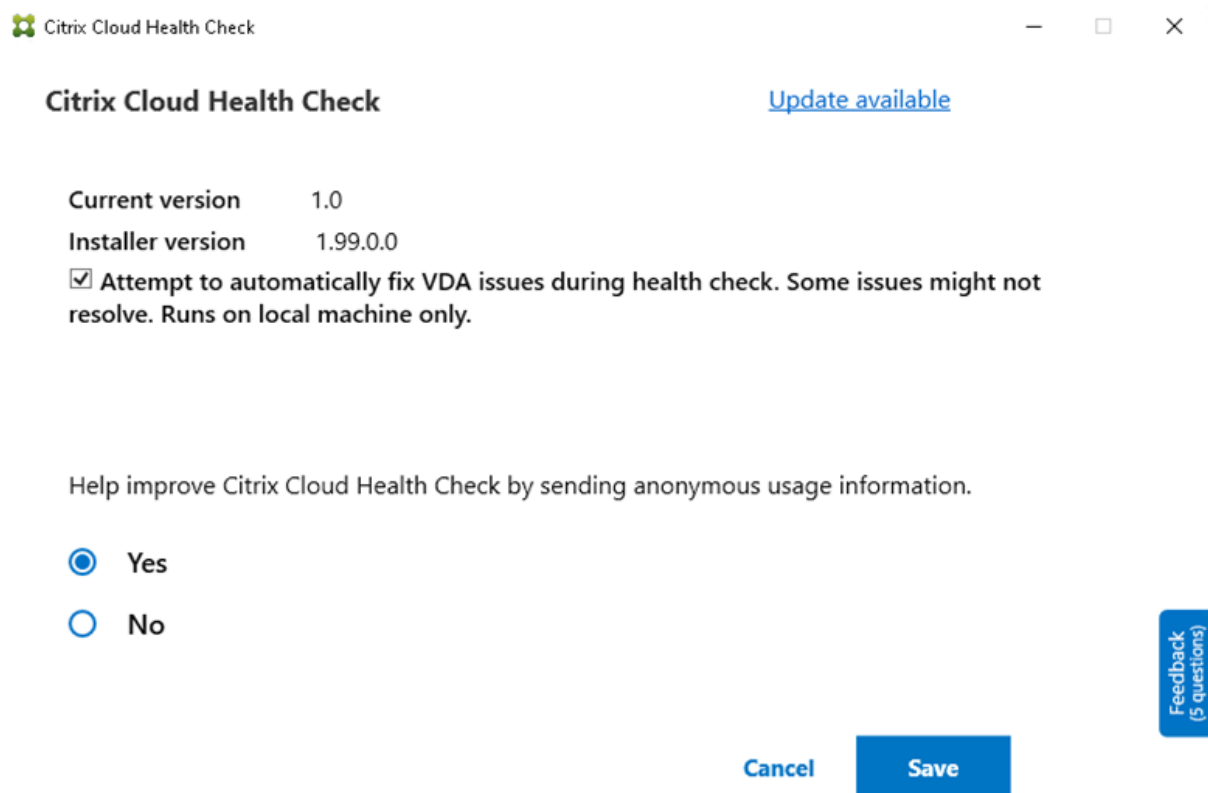 Citrix Cloud Health Check
Citrix Cloud Health Check
Update available
Current version 1.0
Installer version 1.99.0.0
Attempt to automatically fix VDA issues during health check. Some issues might not
resolve. Runs on local machine only.
Help improve Citrix Cloud Health Check by sending anonymous usage information.
Yes
No
Feedback
(5 questions)
Cancel
Save